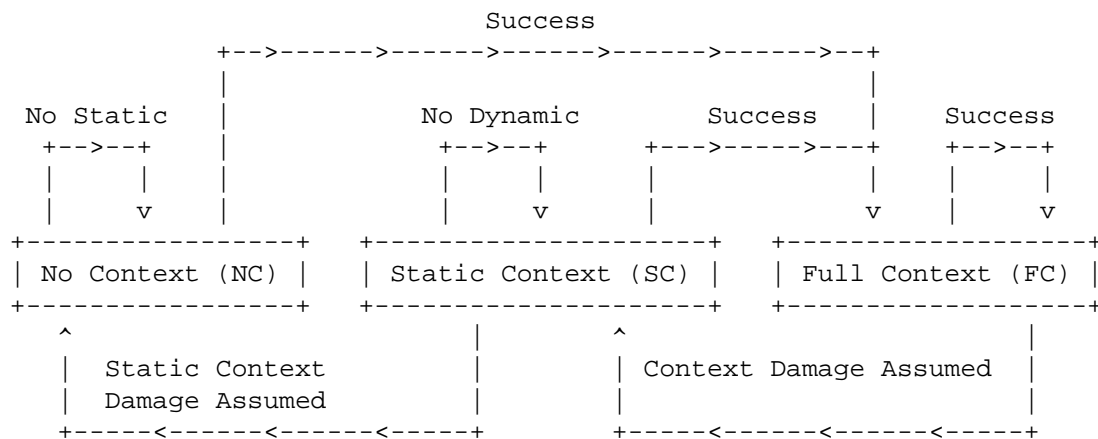 Success
No Static No Dynamic Success Success
No Context (NC) Static Context (SC) Full Context (FC)
Static Context Context Damage Assumed
Damage Assumed